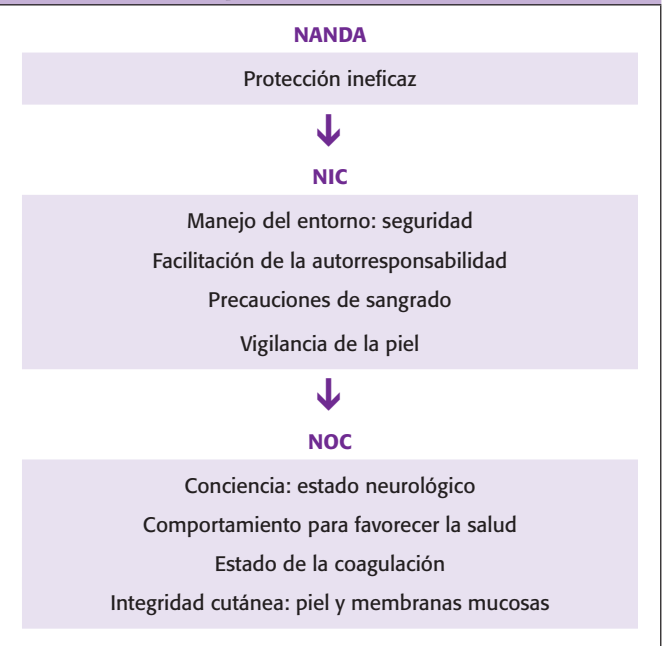 NANDA
Protección ineficaz
NIC
Manejo del entorno: seguridad
Facilitación de la autorresponsabilidad
Precauciones de sangrado
Vigilancia de la piel
NOC
Conciencia: estado neurológico
Comportamiento para favorecer la salud
Estado de la coagulación
Integridad cutánea: piel y membranas mucosas